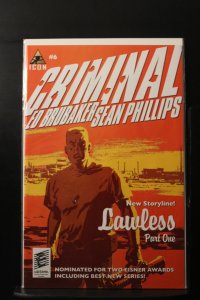 ICON
#6
CRIMINAL
ED BRUBAKER SEAN PHILLIPS
New Storyline!
Lawless
Part One
NOMINATED FOR TWO EISNER AWARDS
INCLUDING BEST NEW SERIES!